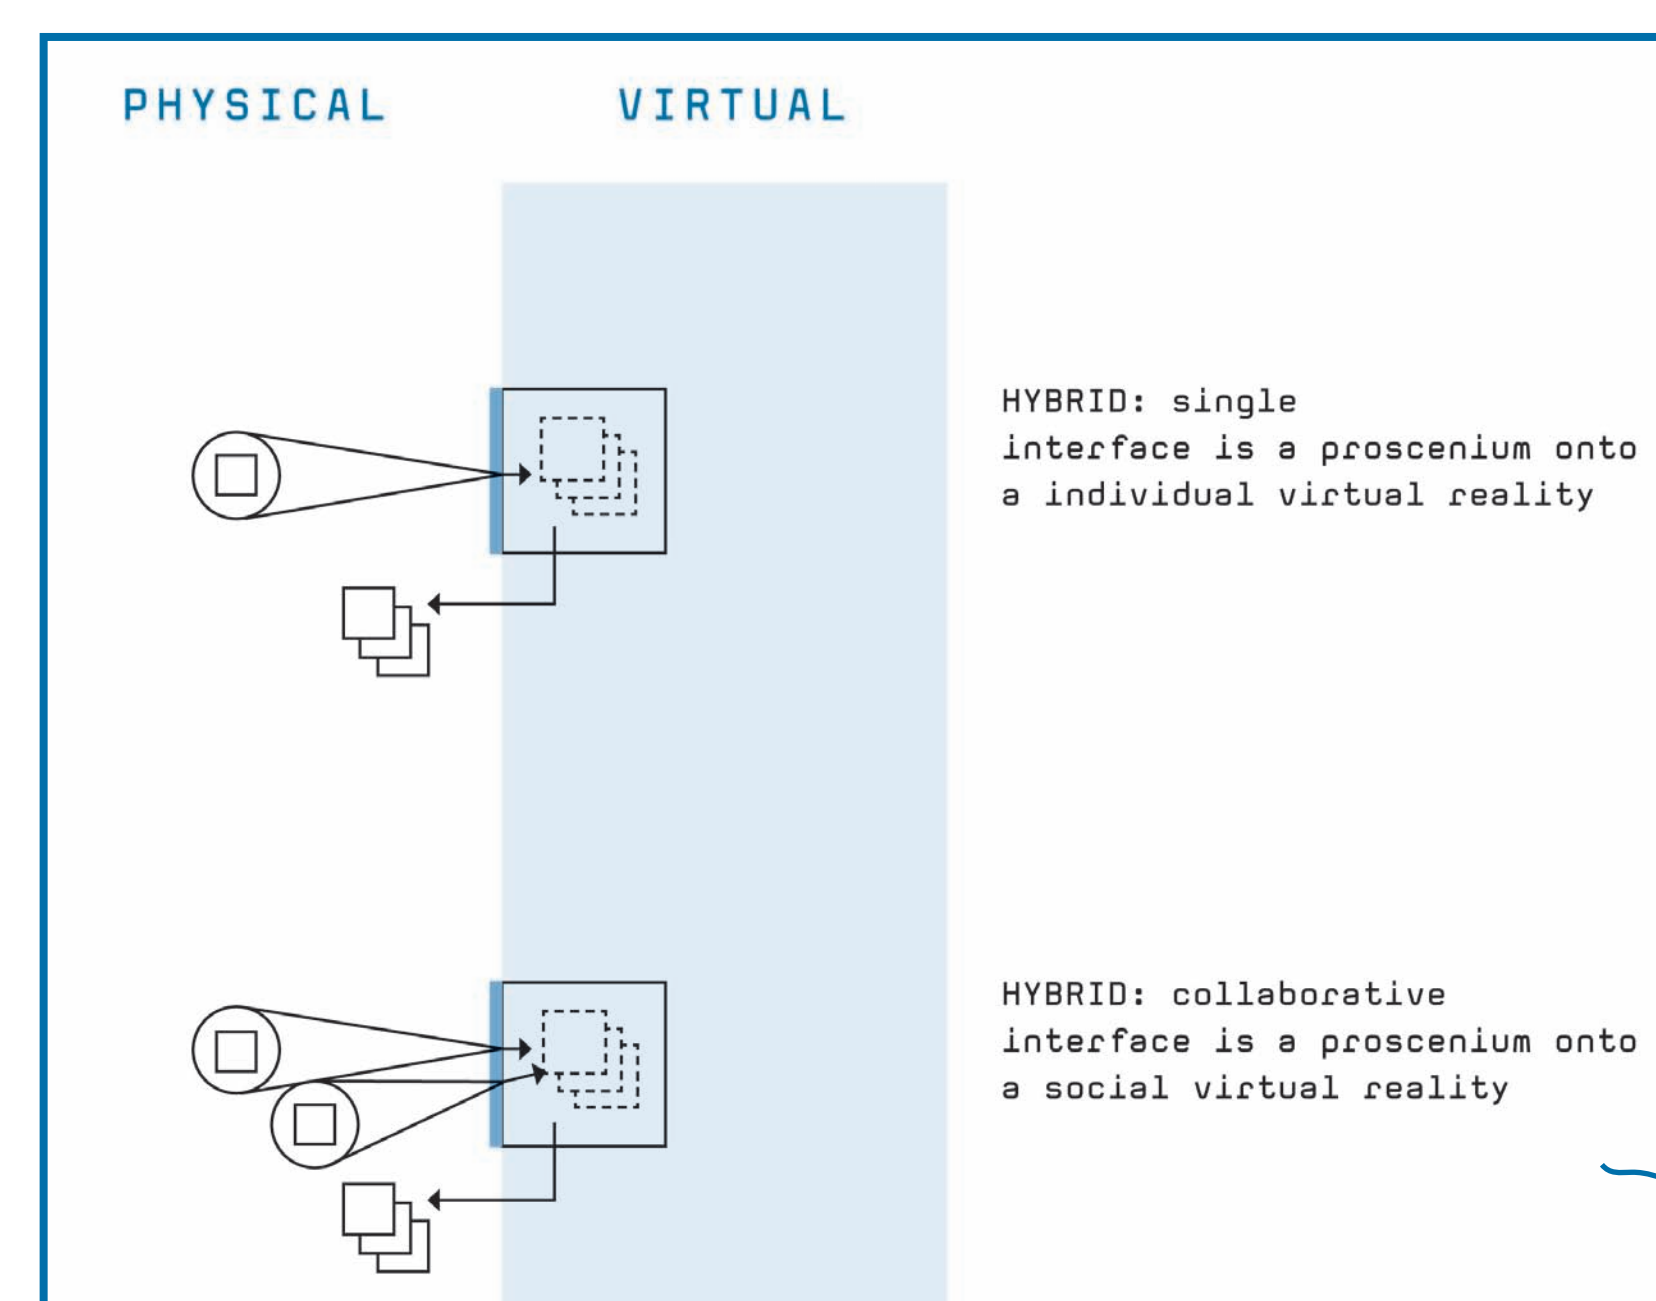 PHYSICAL VIRTUAL
HYBRID: single
interface is a proscenium onto
a individual virtual reality
HYBRID: collaborative
interface is a proscenium onto
a social virtual reality